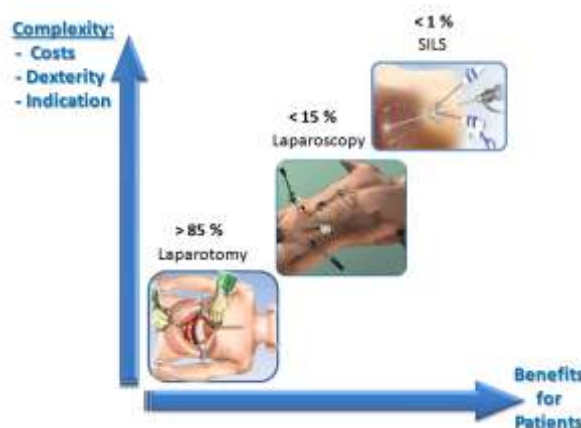 Complexity:
- Costs
- Dexterity
- Indication
< 1 %
SILS
< 15 %
Laparoscopy
> 85 %
Laparotomy
Benefits
for
Patients